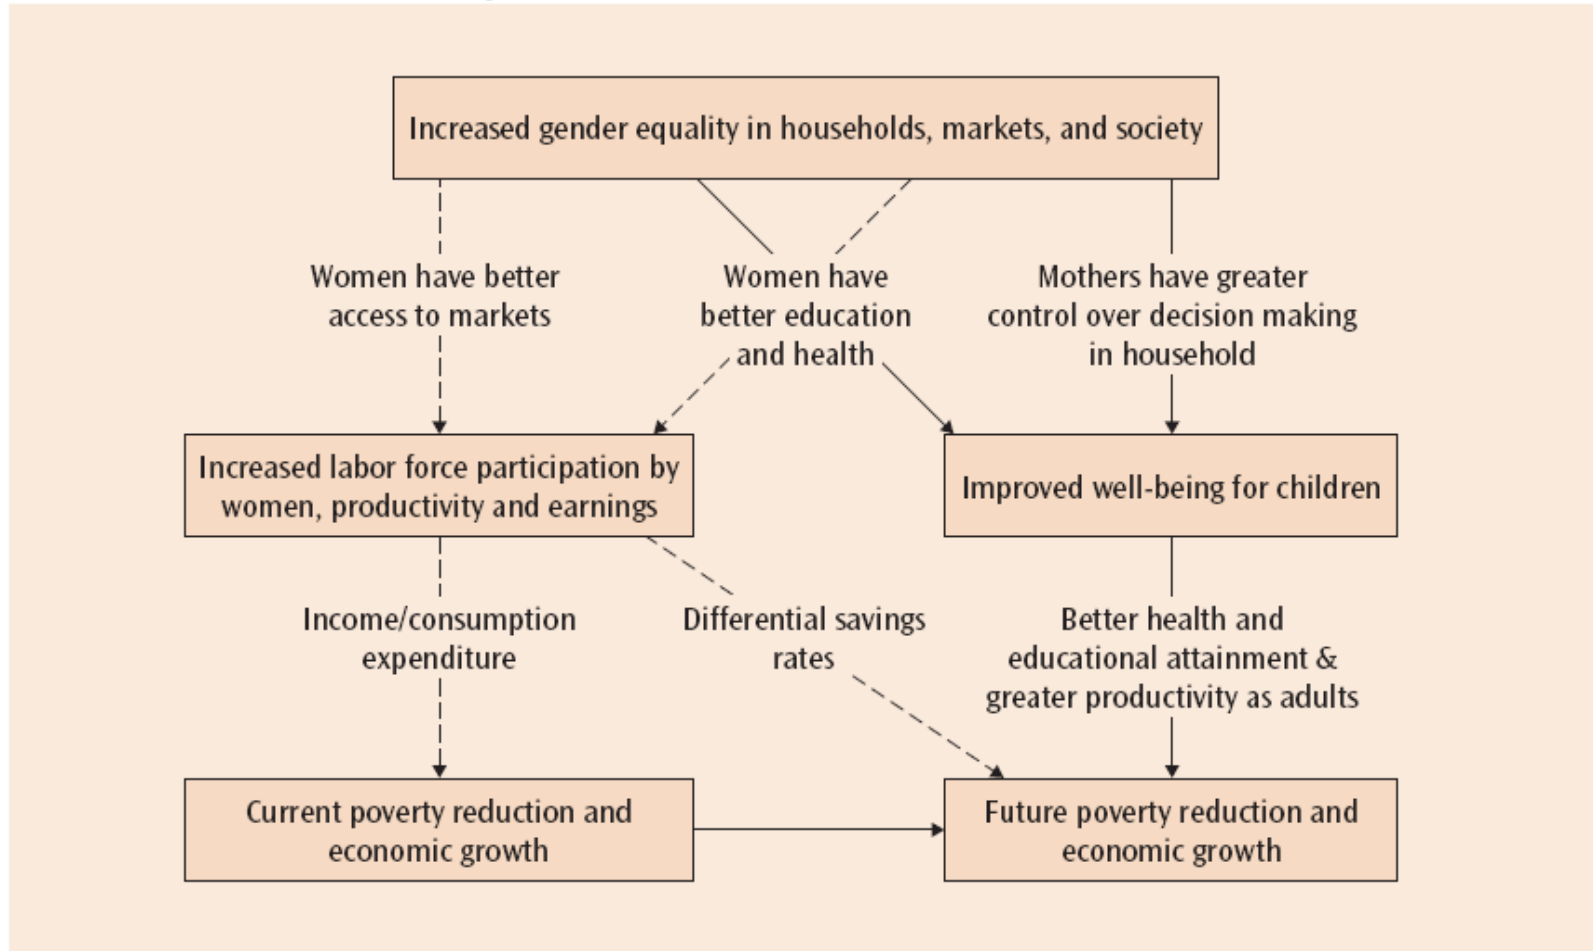 Increased gender equality in households, markets, and society
Women have better
access to markets
Women have
better education
and health
Mothers have greater
control over decision making
in household
Increased labor force participation by
women, productivity and earnings
Improved well-being for children
Income/consumption
expenditure
Differential savings
rates
Better health and
educational attainment &
greater productivity as adults
Current poverty reduction and
economic growth
Future poverty reduction and
economic growth